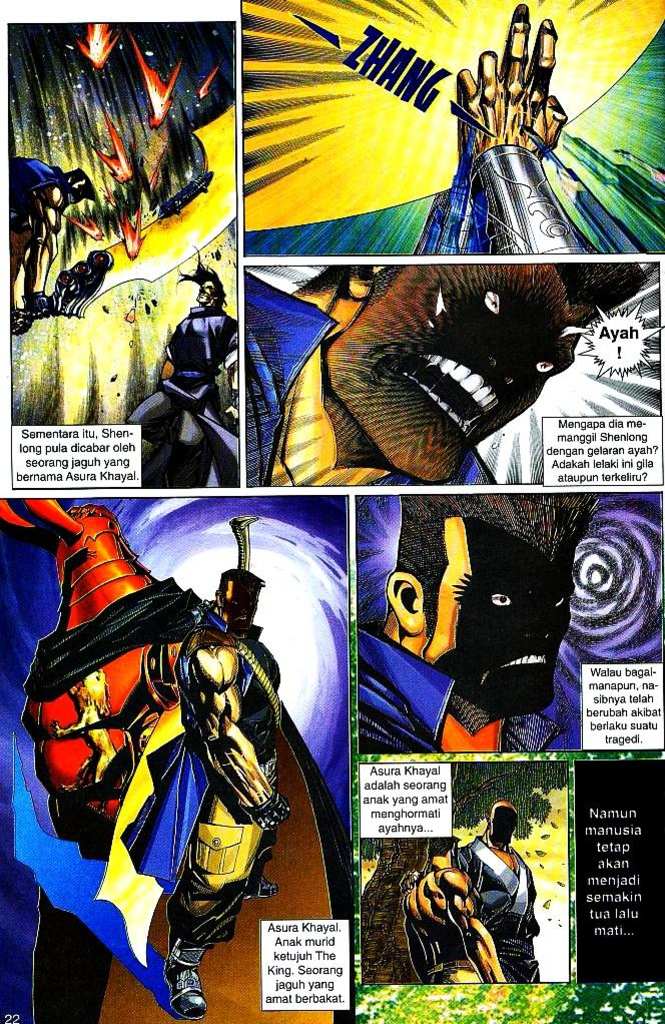 ZHANG
Sementara itu, Shen-
long pula dicabar oleh
seorang jaguh yang
bernama Asura Khayal.
Ayah
!
Mengapa dia me-
manggil Shenlong
dengan gelaran ayah?
Adakah lelaki ini gila
ataupun terkeliru?
Asura Khayal.
Anak murid
ketujuh The
King. Seorang
jaguh yang
amat berbakat.
Walau bagai-
manapun, na-
sibnya telah
berubah akibat
berlaku suatu
tragedi.
Asura Khayal
adalah seorang
anak yang amat
menghormati
ayahnya...
Namun
manusia
tetap
akan
menjadi
semakin
tua lalu
mati...
22